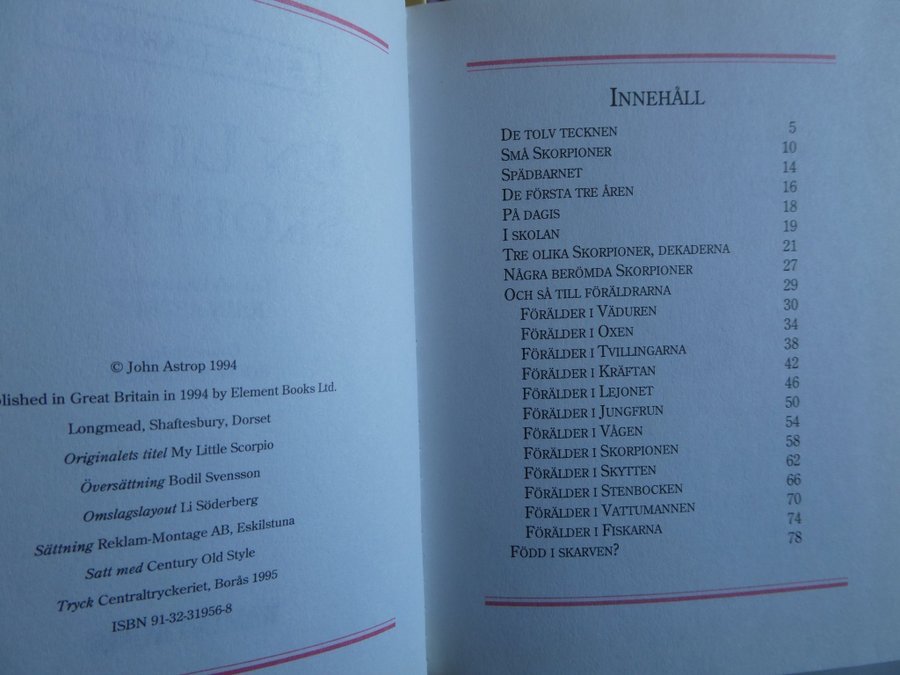 © John Astrop 1994
lished in Great Britain in 1994 by Element Books Ltd.
Longmead, Shaftesbury, Dorset
Originalets titel My Little Scorpio
Översättning Bodil Svensson
Omslagslayout Li Söderberg
Sättning Reklam-Montage AB, Eskilstuna
Satt med Century Old Style
Tryck Centraltryckeriet, Borås 1995
ISBN 91-32-31956-8
INNEHÅLL
DE TOLV TECKNEN 5
SMÅ SKORPIONER 10
SPÄDBARNET 14
DE FÖRSTA TRE ÅREN 16
PÅ DAGIS 18
I SKOLAN 19
TRE OLIKA SKORPIONER, DEKADERNA 21
NÅGRA BERÖMDA SKORPIONER 27
OCH SÅ TILL FÖRÄLDRARNA 29
FÖRÄLDER I VÄDUREN 30
FÖRÄLDER I OXEN 34
FÖRÄLDER I TVILLINGARNA 38
FÖRÄLDER I KRÄFTAN 42
FÖRÄLDER I LEJONET 46
FÖRÄLDER I JUNGFRUN 50
FÖRÄLDER I VÅGEN 54
FÖRÄLDER I SKORPIONEN 58
FÖRÄLDER I SKYTTEN 62
FÖRÄLDER I STENBOCKEN 66
FÖRÄLDER I VATTUMANNEN 70
FÖRÄLDER I FISKARNA 74
FÖDD I SKARVEN? 78